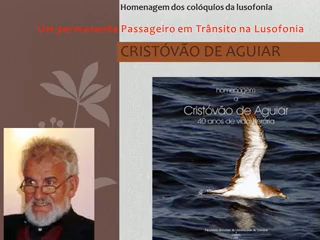 Homenagem dos colóquios da lusofonia
Um permanente Passageiro em Trânsito na Lusofonia
CRISTÓVÃO DE AGUIAR
homenagem
a
Cristóvão de Aguiar
40 anos de vida literária